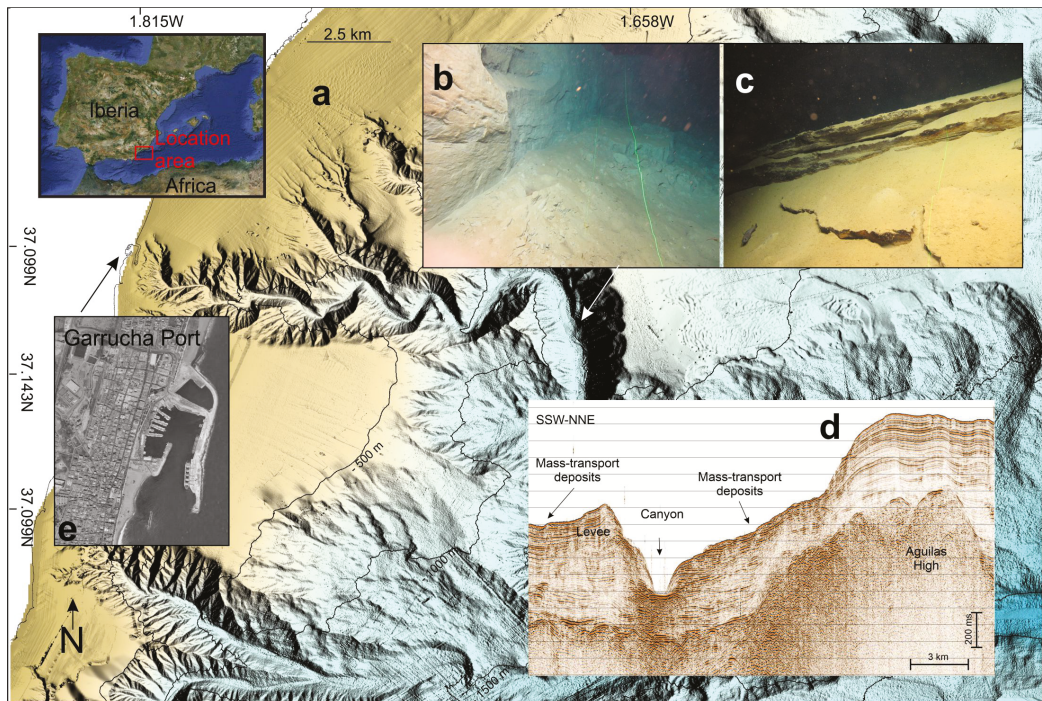 1.815W
1.658W
2.5 km
a
Iberia
Location
area
Africa
b
c
37.099N
Garrucha Port
e
37.143N
- 500 m
SSW-NNE
d
Mass-transport
deposits
Mass-transport
deposits
Canyon
Levee
Aguilas
High
200 ms
3 km
37.099N
N
- 1500 m